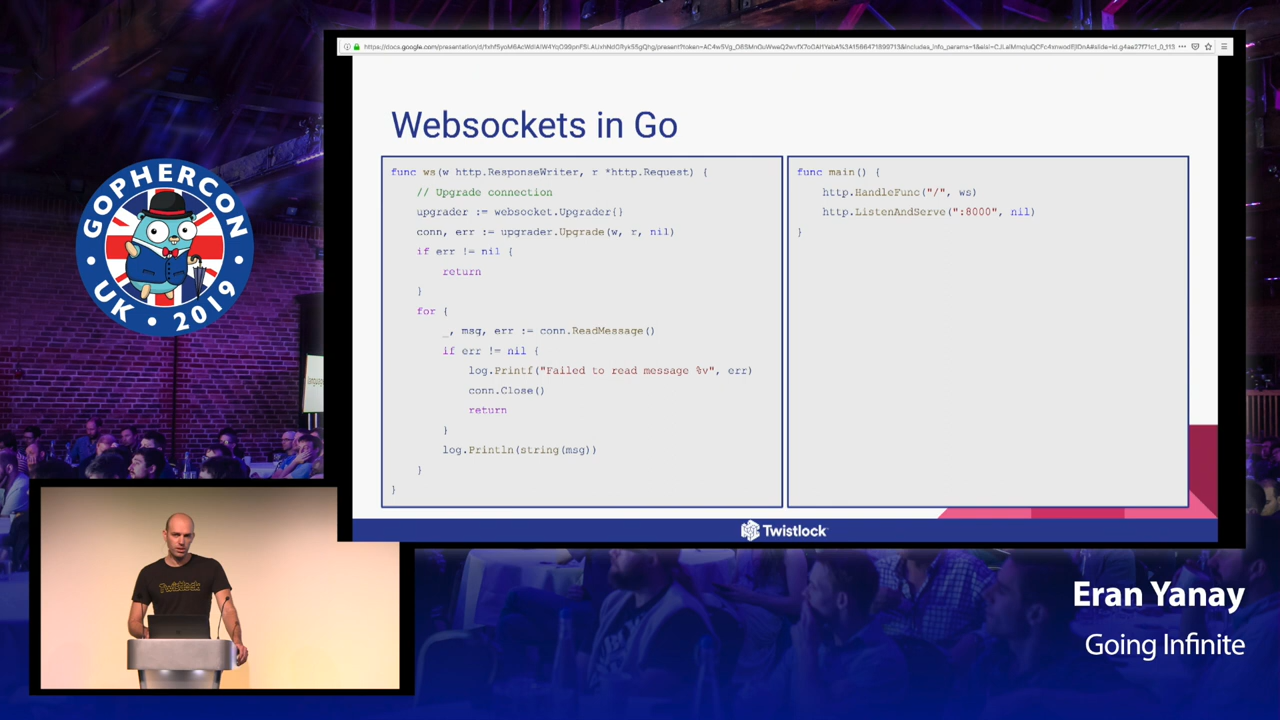 Websockets in Go
func ws(w http.ResponseWriter, r *http.Request) {
// Upgrade connection
upgrader := websocket.Upgrader{}
conn, err := upgrader.Upgrade(w, r, nil)
if err != nil {
return
}
for {
_, msg, err := conn.ReadMessage()
if err != nil {
log.Printf("Failed to read message %v", err)
conn.Close()
return
}
log.Println(string(msg))
}
}
func main() {
http.HandleFunc("/", ws)
http.ListenAndServe(":8000", nil)
}
Twistlock
GOPHERCON
UK • 2019
Twistlock
Eran Yanay
Going Infinite